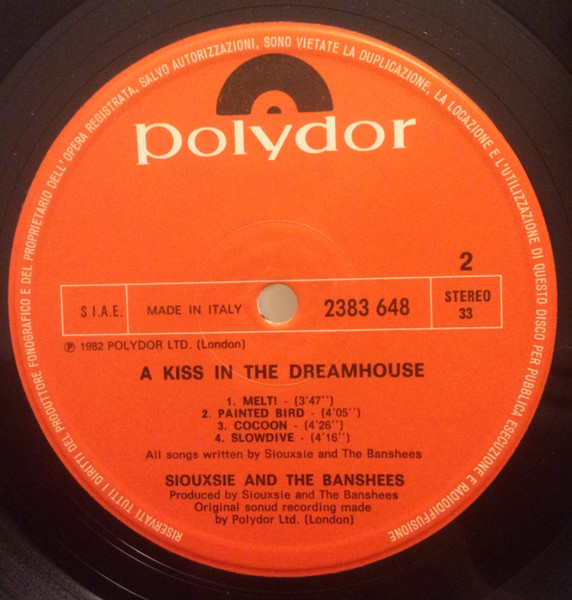 RISERVATI TUTTI I DIRITTI DEL PRODUTTORE FONOGRAFICO E DEL PROPRIETARIO DELL'OPERA REGISTRATA, SALVO AUTORIZZAZIONI, SONO VIETATE LA DUPLICAZIONE, LA LOCAZIONE E L'UTILIZZAZIONE DI QUESTO DISCO PER PUBBLICA ESECUZIONE E RADIODIFFUSIONE
polydor
2
S I.A.E.
MADE IN ITALY
2383 648
STEREO
33
℗ 1982 POLYDOR LTD. (London)
A KISS IN THE DREAMHOUSE
1. MELT! - (3'47'')
2. PAINTED BIRD - (4'05'')
3. COCOON - (4'26'')
4. SLOWDIVE - (4'16'')
All songs written by Siouxsie and The Banshees
SIOUXSIE AND THE BANSHEES
Produced by Siouxsie and The Banshees
Original sonud recording made
by Polydor Ltd. (London)